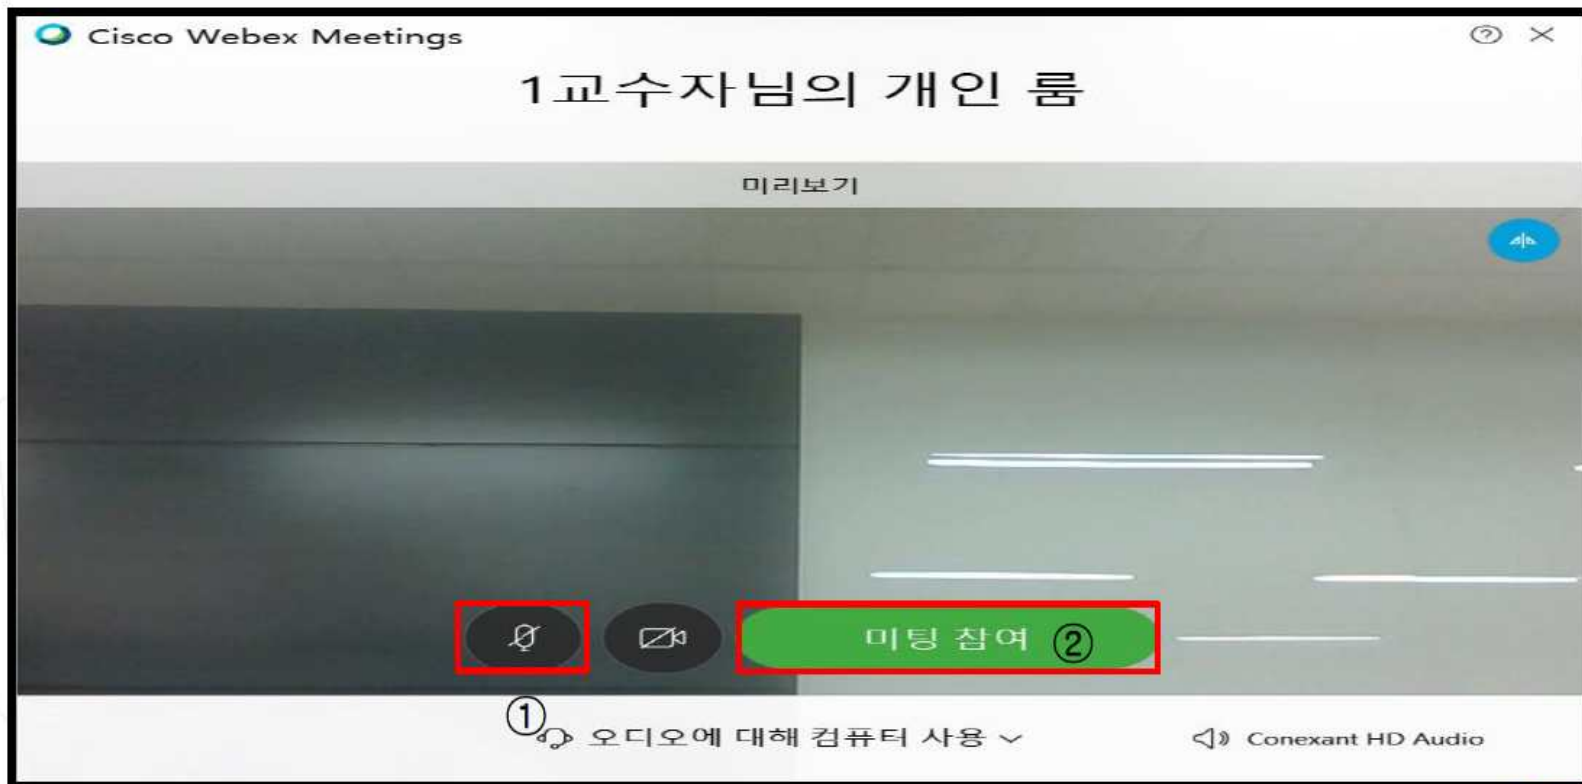 Cisco Webex Meetings
1교수자님의 개인 룸
미리보기
미팅 참여 ②
①
오디오에 대해 컴퓨터 사용
Conexant HD Audio